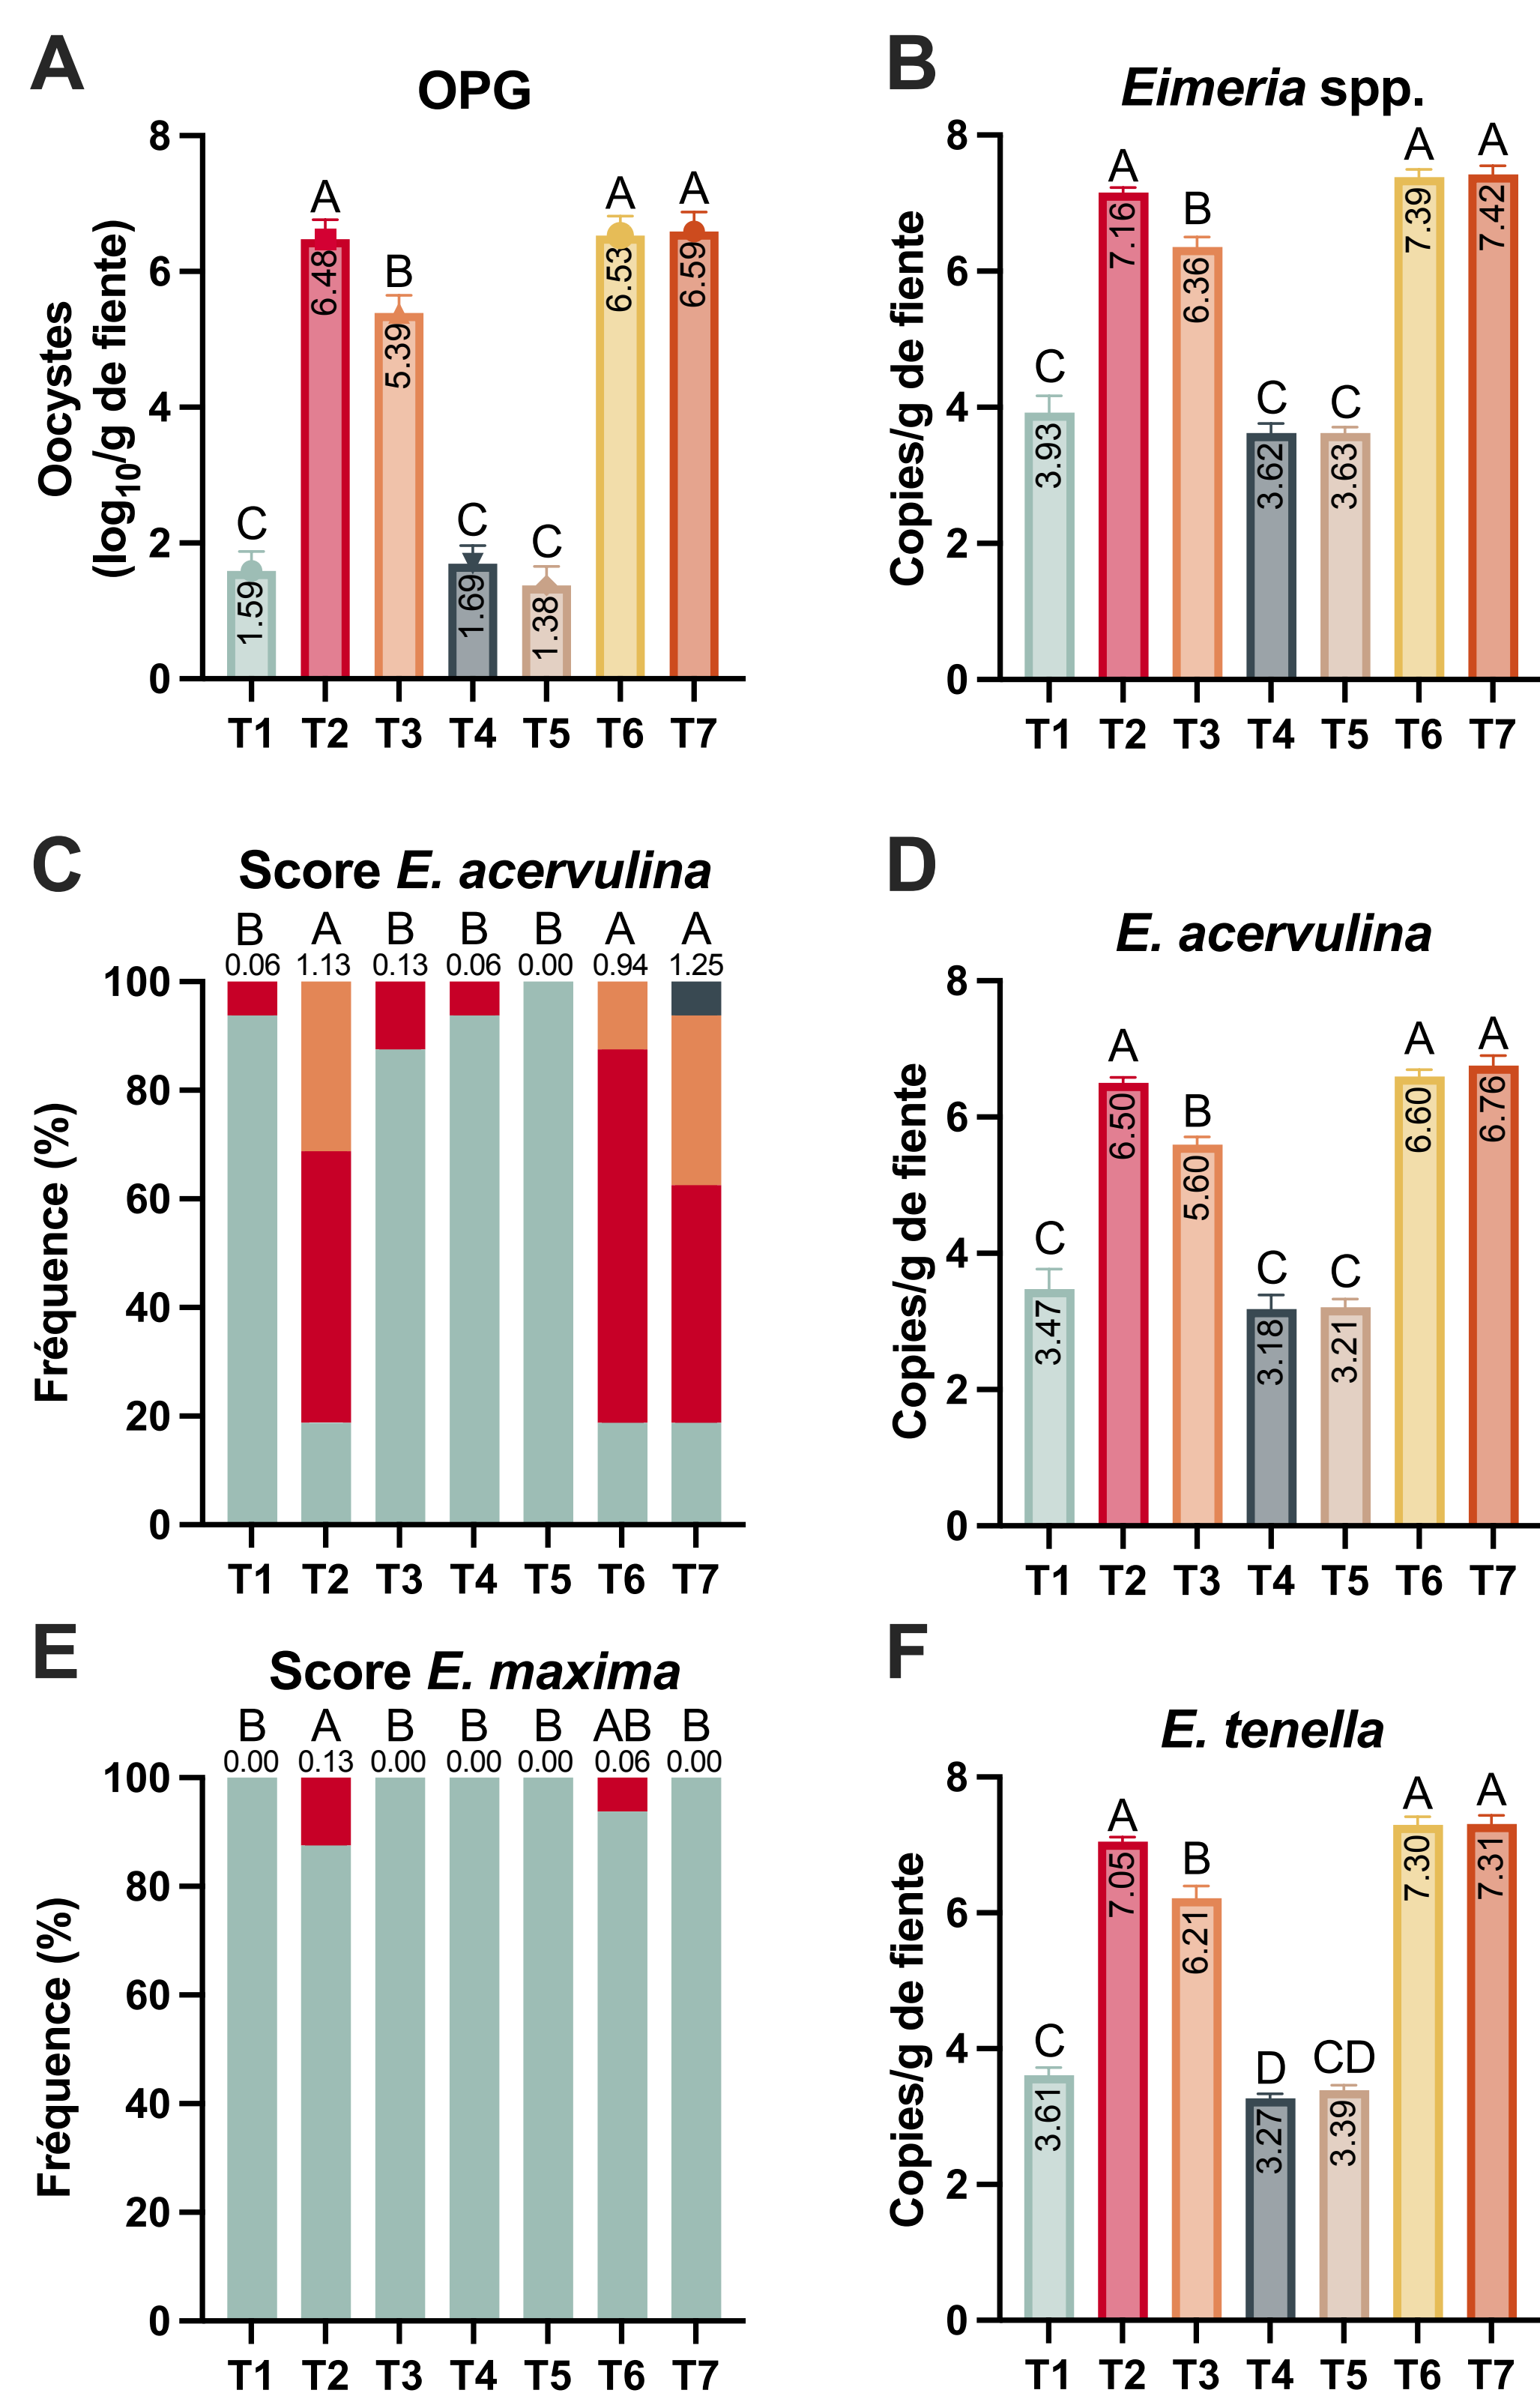 A
OPG
Oocystes
(log10/g de fiente)
8
6
4
2
0
C
A
B
C
C
A
A
1.59
6.48
5.39
1.69
1.38
6.53
6.59
T1 T2 T3 T4 T5 T6 T7
B
Eimeria spp.
Copies/g de fiente
8
6
4
2
0
C
A
B
C
C
A
A
3.93
7.16
6.36
3.62
3.63
7.39
7.42
T1 T2 T3 T4 T5 T6 T7
C
Score E. acervulina
B A B B B A A
0.06 1.13 0.13 0.06 0.00 0.94 1.25
Fréquence (%)
100
80
60
40
20
0
T1 T2 T3 T4 T5 T6 T7
D
E. acervulina
Copies/g de fiente
8
6
4
2
0
C
A
B
C
C
A
A
3.47
6.50
5.60
3.18
3.21
6.60
6.76
T1 T2 T3 T4 T5 T6 T7
E
Score E. maxima
B A B B B AB B
0.00 0.13 0.00 0.00 0.00 0.06 0.00
Fréquence (%)
100
80
60
40
20
0
T1 T2 T3 T4 T5 T6 T7
F
E. tenella
Copies/g de fiente
8
6
4
2
0
C
A
B
D
CD
A
A
3.61
7.05
6.21
3.27
3.39
7.30
7.31
T1 T2 T3 T4 T5 T6 T7